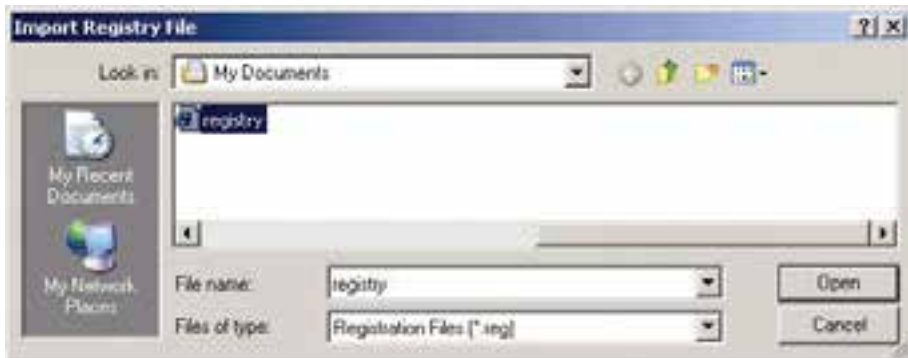 Import Registry File
Look in:
My Documents
registry
My Recent
Documents
My Network
Places
File name:
registry
Open
Files of type:
Registration Files (*.reg)
Cancel